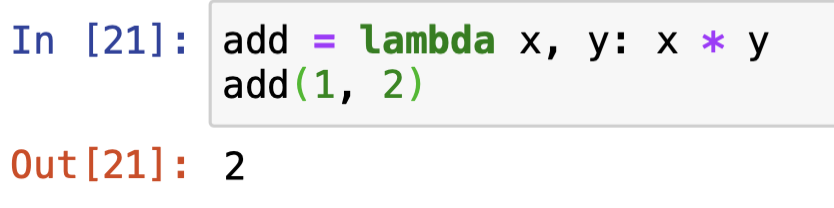 In [21]: add = lambda x, y: x * y
add(1, 2)
Out[21]: 2